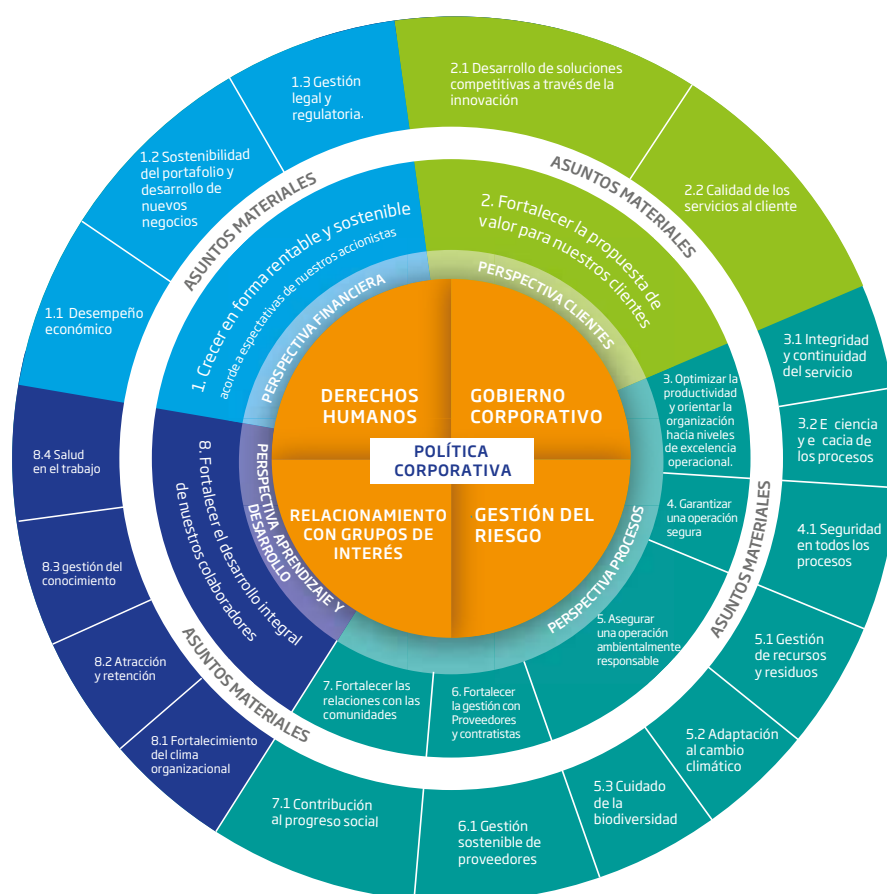 1.3 Gestión
legal y
regulatoria.
2.1 Desarrollo de soluciones
competitivas a través de la
innovación
1.2 Sostenibilidad
del portafolio y
desarrollo de
nuevos
negocios
2.2 Calidad de los
servicios al cliente
1.1 Desempeño
económico
3.1 Integridad
y continuidad
del servicio
3.2 E ciencia
y e cacia de
los procesos
4.1 Seguridad
en todos los
procesos
5.1 Gestión
de recursos
y residuos
5.2 Adaptación
al cambio
climático
5.3 Cuidado
de la
biodiversidad
6.1 Gestión
sostenible de
proveedores
7.1 Contribución
al progreso social
8.1 Fortalecimiento
del clima
organizacional
8.2 Atracción
y retención
8.3 gestión del
conocimiento
8.4 Salud
en el trabajo
ASUNTOS MATERIALES
ASUNTOS MATERIALES
ASUNTOS MATERIALES
ASUNTOS MATERIALES
1. Crecer en forma rentable y sostenible
acorde a espectativas de nuestros accionistas
2. Fortalecer la propuesta de
valor para nuestros clientes
3. Optimizar la
productividad
y orientar la
organización
hacia niveles
de excelencia
operacional.
4. Garantizar
una operación
segura
5. Asegurar
una operación
ambientalmente
responsable
6. Fortalecer
la gestión con
Proveedores
y contratistas
7. Fortalecer las
relaciones con las
comunidades
8. Fortalecer el desarrollo integral
de nuestros colaboradores
PERSPECTIVA FINANCIERA
PERSPECTIVA CLIENTES
PERSPECTIVA PROCESOS
PERSPECTIVA APRENDIZAJE Y
DESARROLLO
DERECHOS
HUMANOS
GOBIERNO
CORPORATIVO
POLÍTICA
CORPORATIVA
RELACIONAMIENTO
CON GRUPOS DE
INTERÉS
GESTIÓN DEL
RIESGO